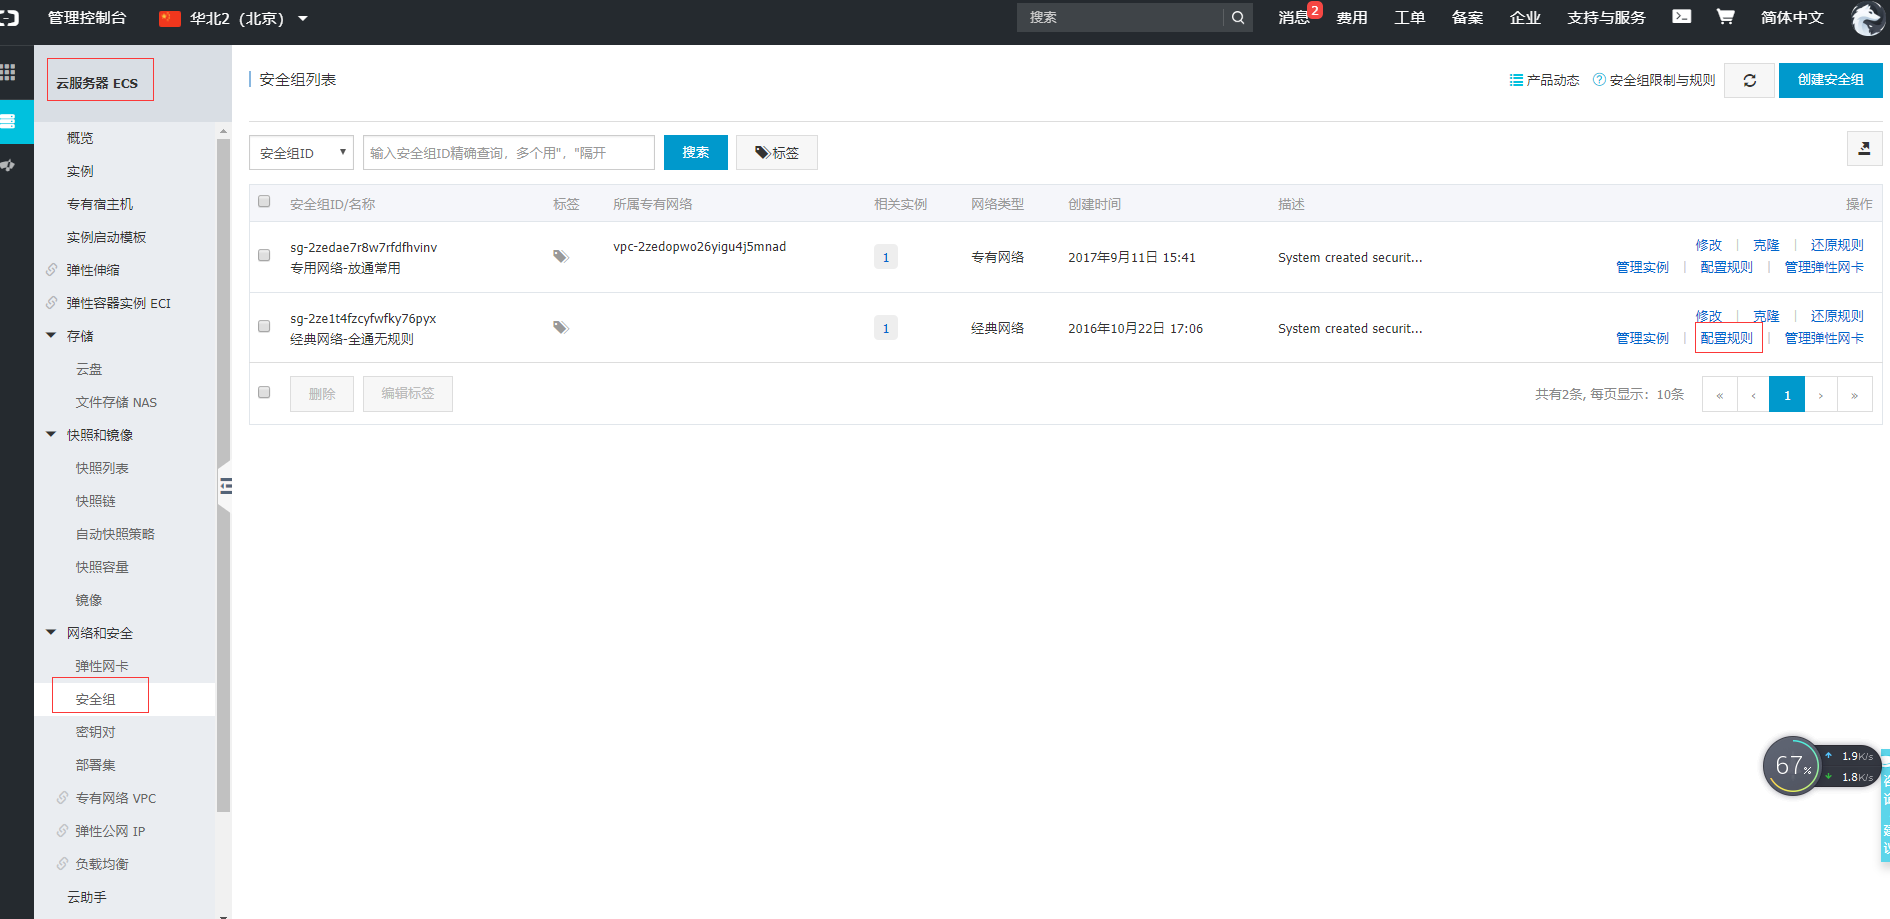 管理控制台
华北2（北京）
搜索
消息 2
费用
工单
备案
企业
支持与服务
简体中文
云服务器 ECS
概览
实例
专有宿主机
实例启动模板
弹性伸缩
弹性容器实例 ECI
存储
云盘
文件存储 NAS
快照和镜像
快照列表
快照链
自动快照策略
快照容量
镜像
网络和安全
弹性网卡
安全组
密钥对
部署集
专有网络 VPC
弹性公网 IP
负载均衡
云助手
安全组列表
产品动态
安全组限制与规则
创建安全组
安全组ID
输入安全组ID精确查询，多个用"，"隔开
搜索
标签
安全组ID/名称 标签 所属专有网络 相关实例 网络类型 创建时间 描述 操作
sg-2zedae7r8w7rfdfhvinv
专用网络-放通常用
vpc-2zedopwo26yigu4j5mnad
1
专有网络
2017年9月11日 15:41
System created securit...
修改 | 克隆 | 还原规则
管理实例 | 配置规则 | 管理弹性网卡
sg-2ze1t4fzcyfwfky76pyx
经典网络-全通无规则
1
经典网络
2016年10月22日 17:06
System created securit...
修改 | 克隆 | 还原规则
管理实例 | 配置规则 | 管理弹性网卡
删除
编辑标签
共有2条, 每页显示：10条
« ‹ 1 › »
67%
1.9K/s
1.8K/s